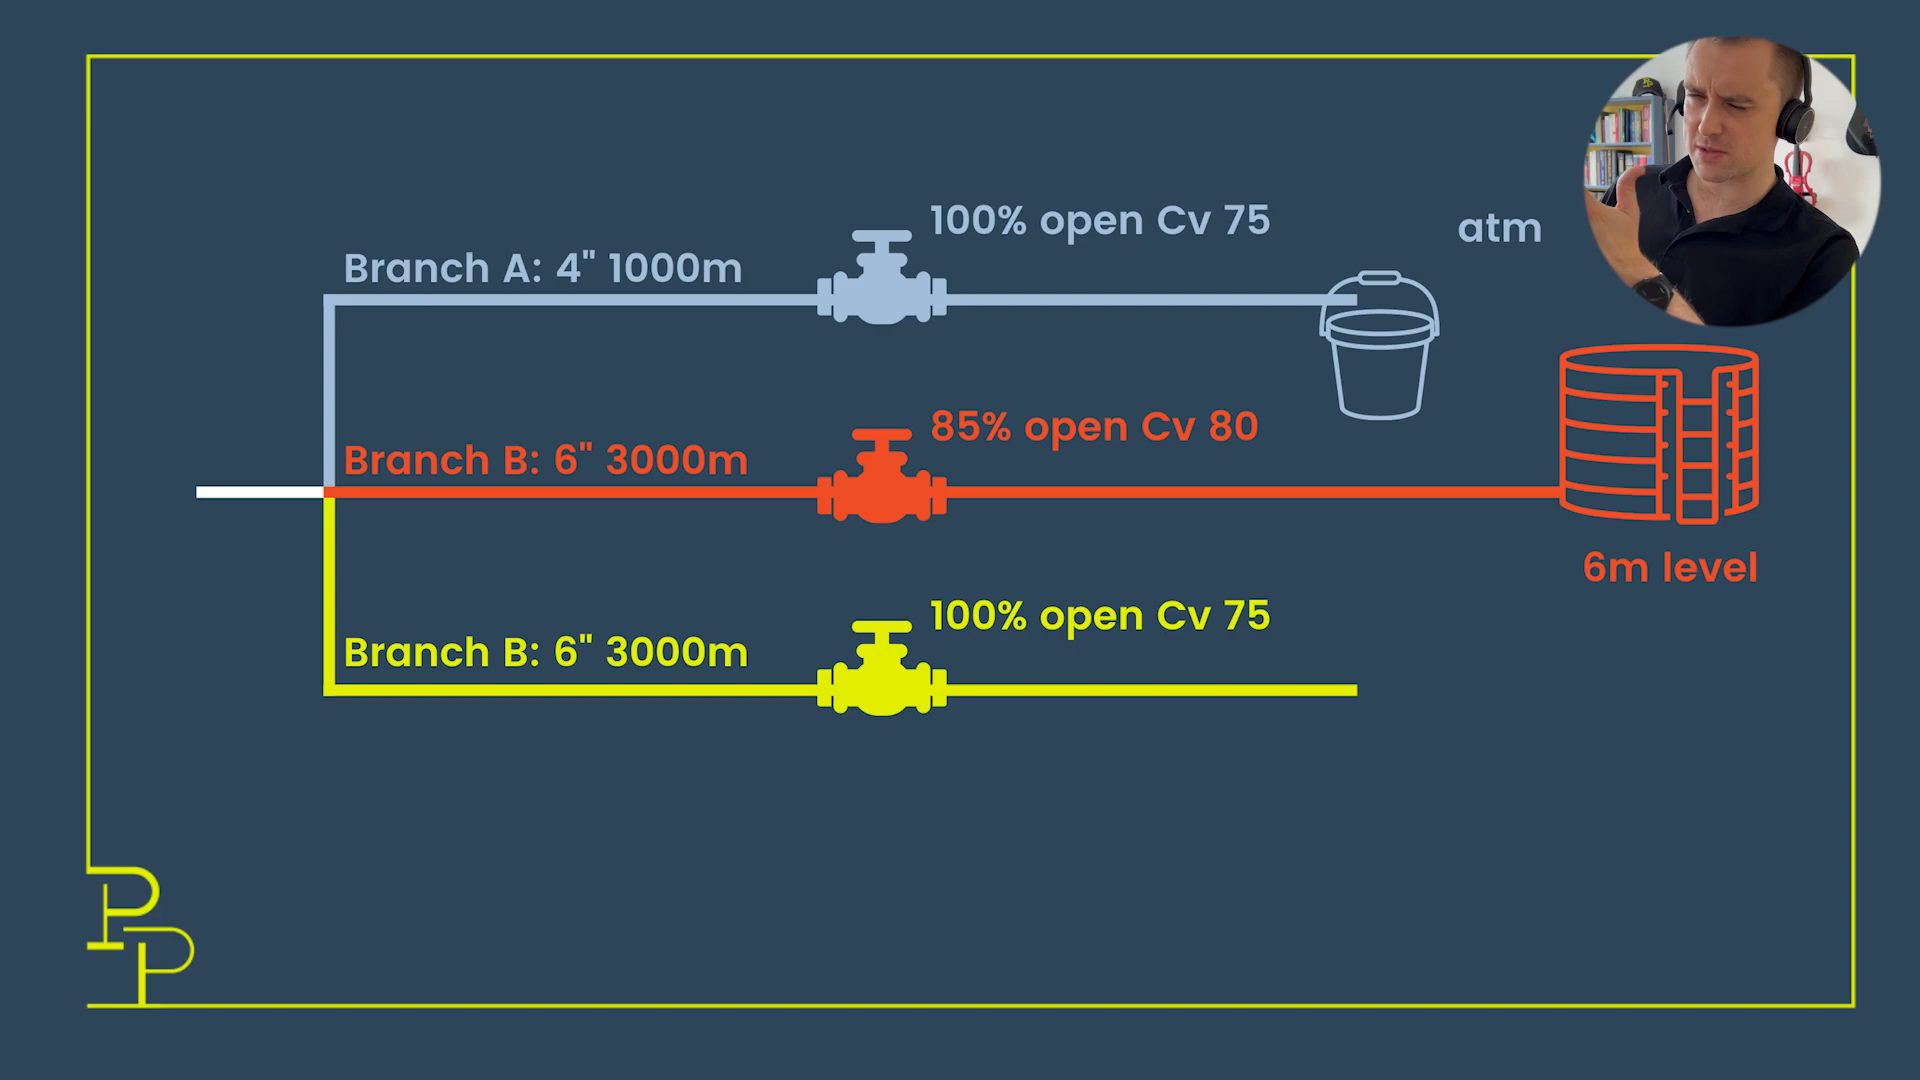 100% open Cv 75
atm
Branch A: 4" 1000m
85% open Cv 80
Branch B: 6" 3000m
6m level
100% open Cv 75
Branch B: 6" 3000m
PP